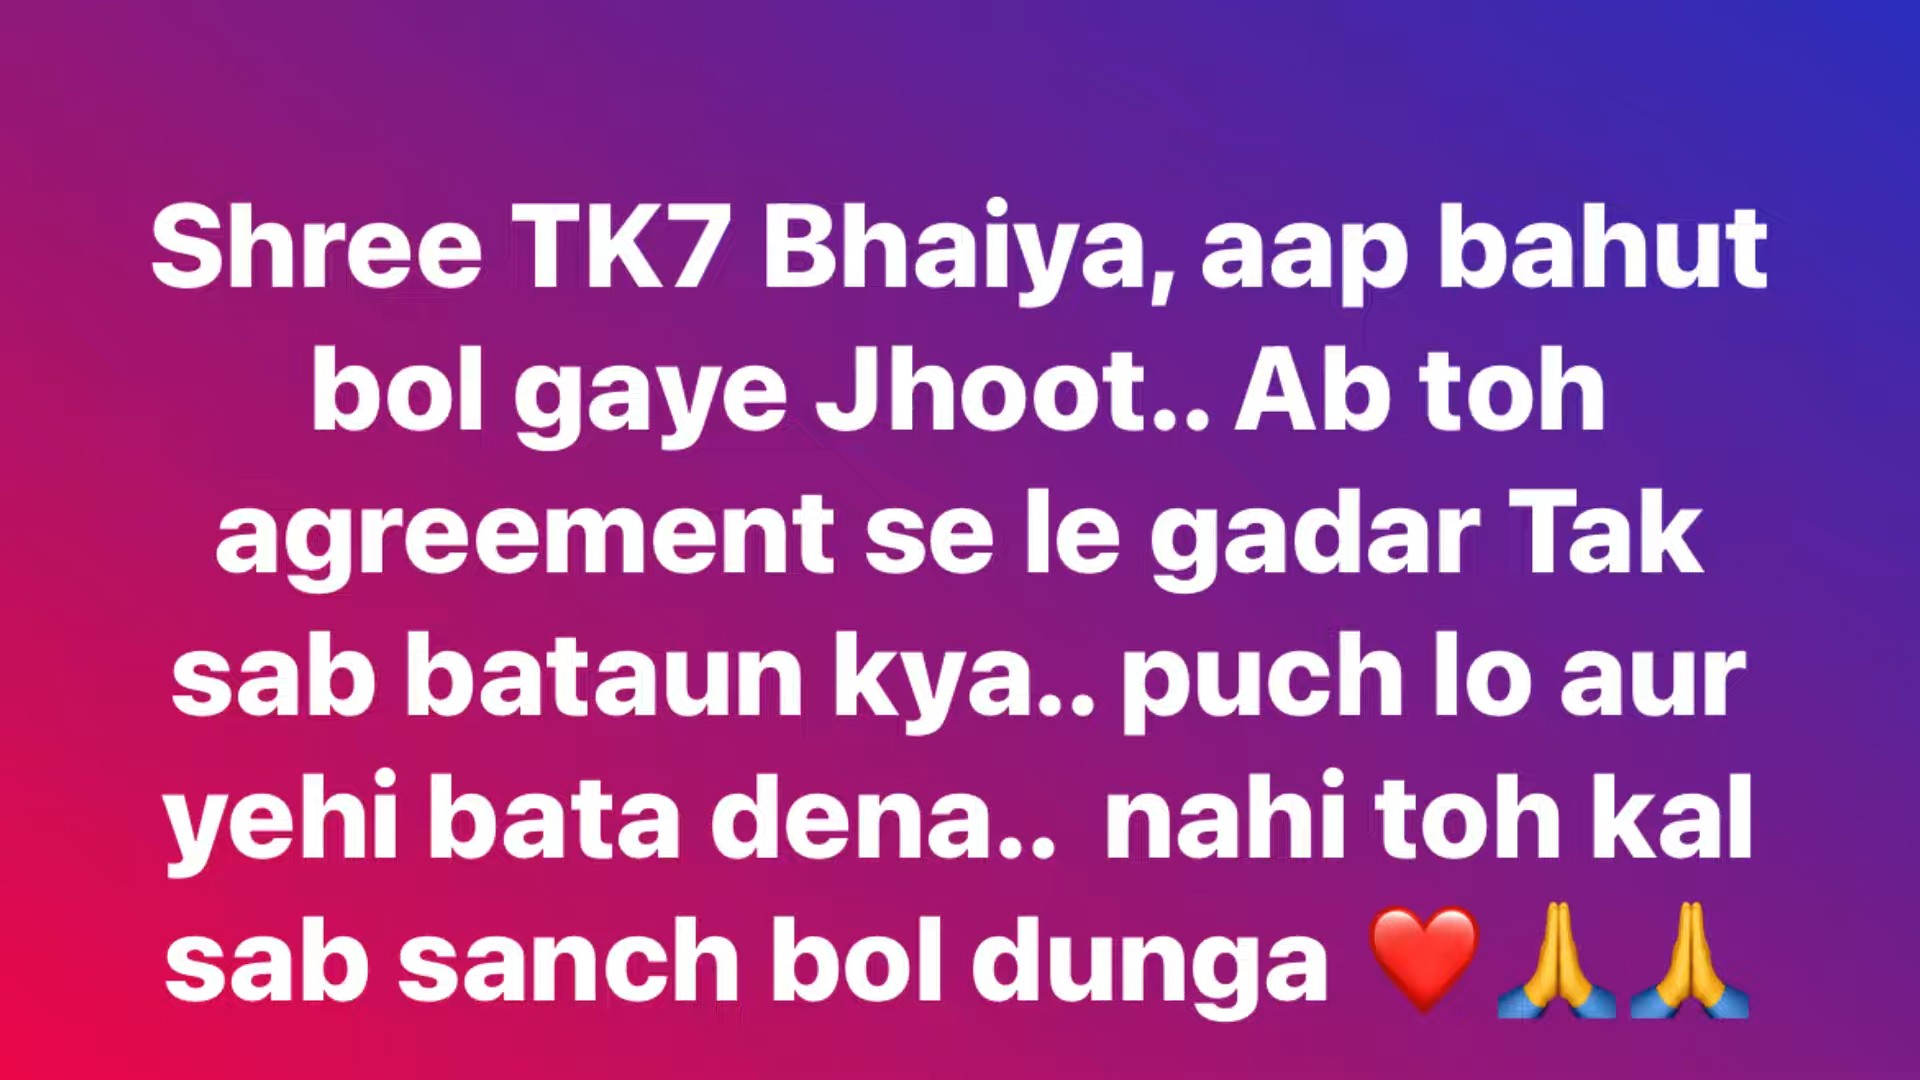 Shree TK7 Bhaiya, aap bahut
bol gaye Jhoot.. Ab toh
agreement se le gadar Tak
sab bataun kya.. puch lo aur
yehi bata dena.. nahi toh kal
sab sanch bol dunga ❤️🙏🙏